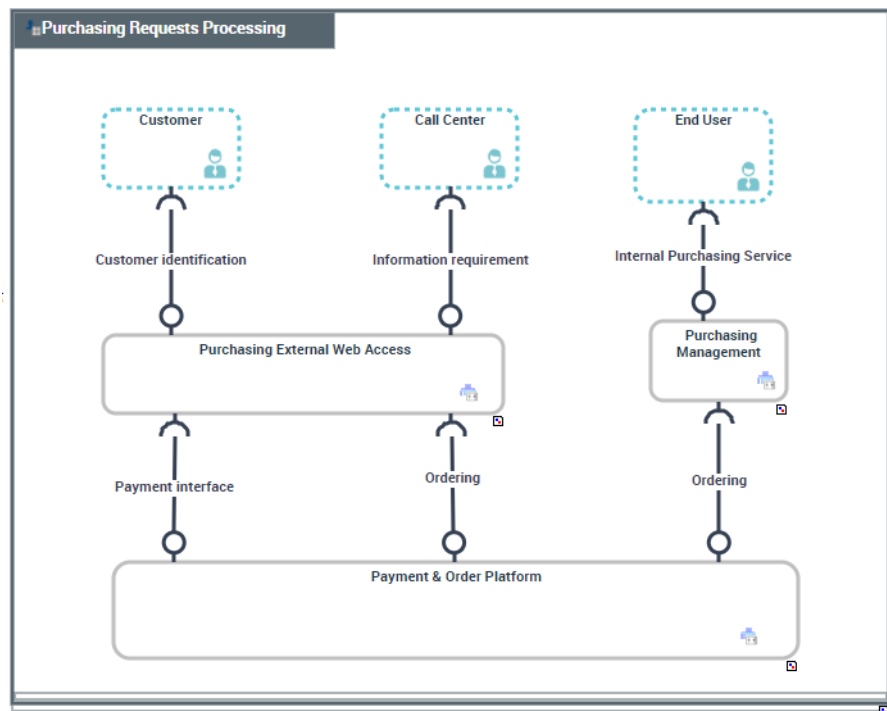 Purchasing Requests Processing
Customer
Call Center
End User
Customer identification
Information requirement
Internal Purchasing Service
Purchasing External Web Access
Purchasing
Management
Payment interface
Ordering
Ordering
Payment & Order Platform